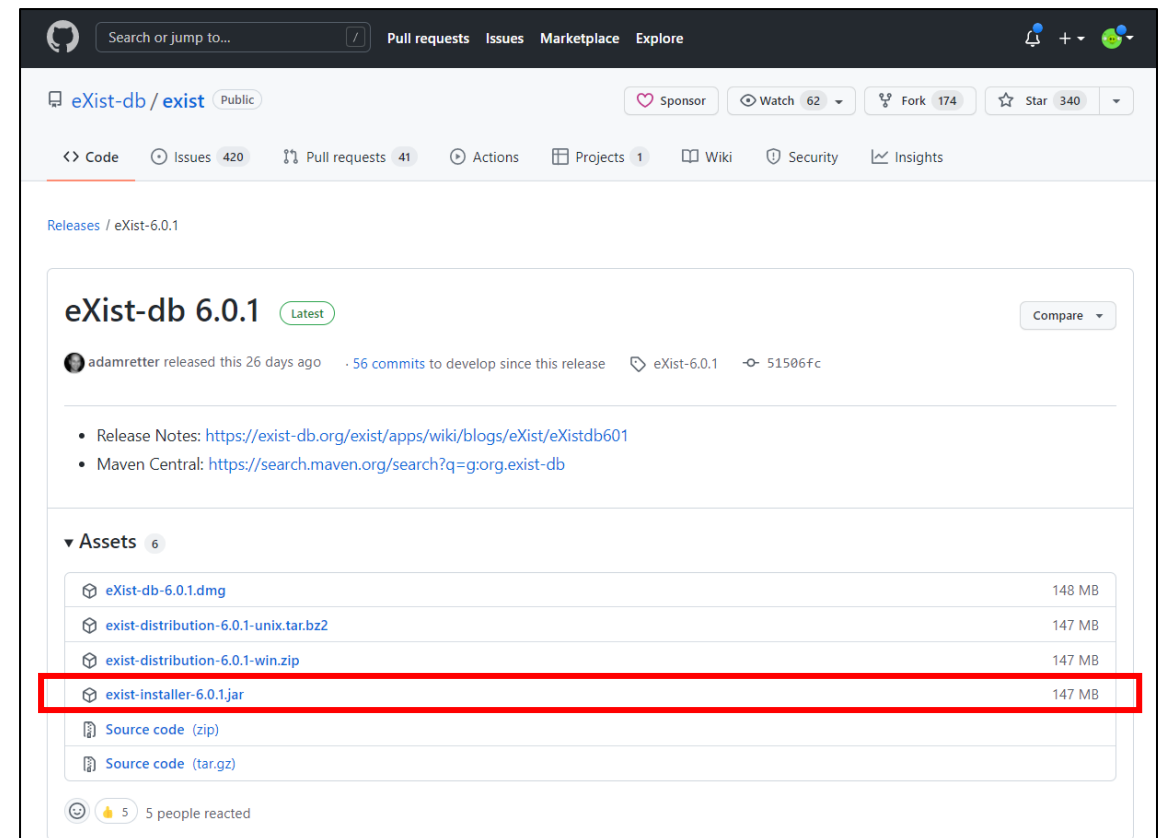 Search or jump to... / Pull requests Issues Marketplace Explore
eXist-db / exist Public Sponsor Watch 62 Fork 174 Star 340
Code Issues 420 Pull requests 41 Actions Projects 1 Wiki Security Insights
Releases / eXist-6.0.1
eXist-db 6.0.1 Latest Compare
adamretter released this 26 days ago · 56 commits to develop since this release eXist-6.0.1 51506fc
• Release Notes: https://exist-db.org/exist/apps/wiki/blogs/eXist/eXistdb601
• Maven Central: https://search.maven.org/search?q=g:org.exist-db
Assets 6
eXist-db-6.0.1.dmg 148 MB
exist-distribution-6.0.1-unix.tar.bz2 147 MB
exist-distribution-6.0.1-win.zip 147 MB
exist-installer-6.0.1.jar 147 MB
Source code (zip)
Source code (tar.gz)
👍 5 5 people reacted